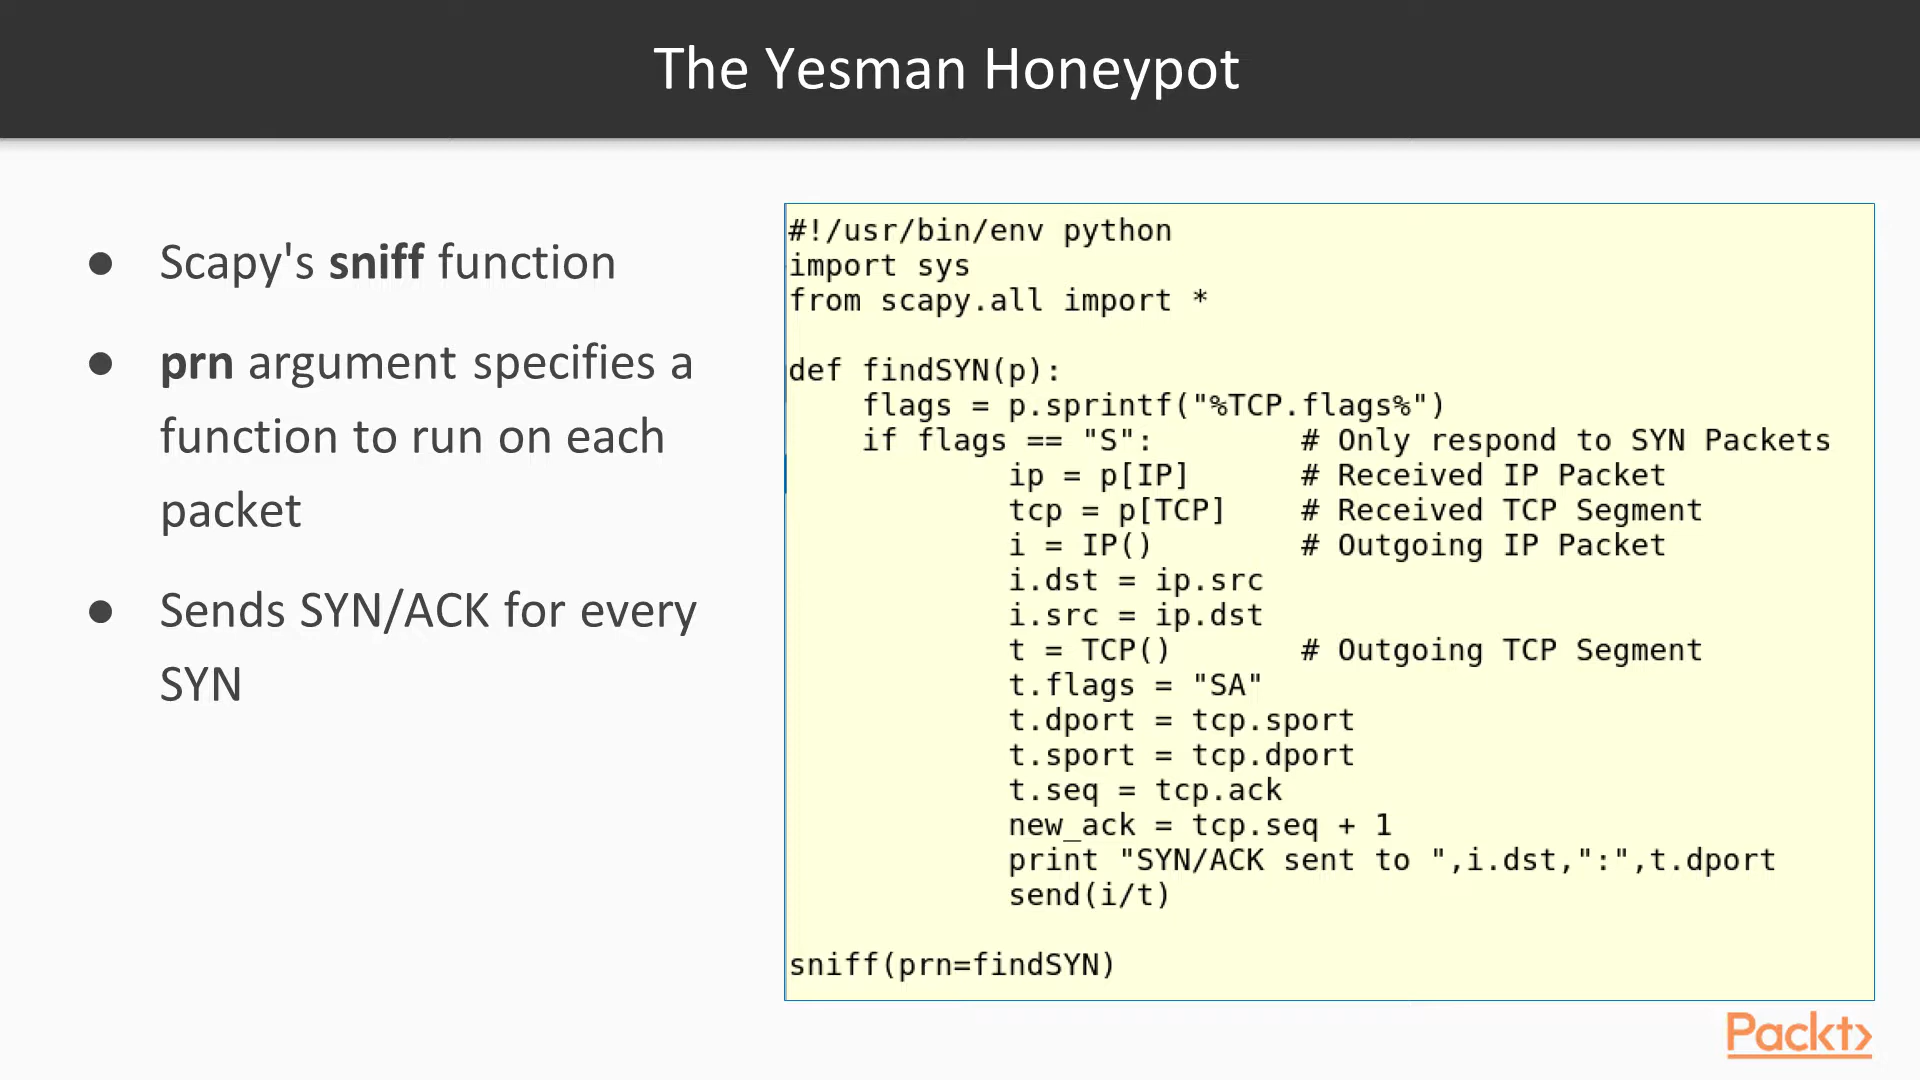 The Yesman Honeypot
● Scapy's sniff function
● prn argument specifies a
function to run on each
packet
● Sends SYN/ACK for every
SYN
#!/usr/bin/env python
import sys
from scapy.all import *

def findSYN(p):
    flags = p.sprintf("%TCP.flags%")
    if flags == "S":        # Only respond to SYN Packets
            ip = p[IP]      # Received IP Packet
            tcp = p[TCP]    # Received TCP Segment
            i = IP()        # Outgoing IP Packet
            i.dst = ip.src
            i.src = ip.dst
            t = TCP()       # Outgoing TCP Segment
            t.flags = "SA"
            t.dport = tcp.sport
            t.sport = tcp.dport
            t.seq = tcp.ack
            new_ack = tcp.seq + 1
            print "SYN/ACK sent to ",i.dst,":",t.dport
            send(i/t)

sniff(prn=findSYN)
Packt>